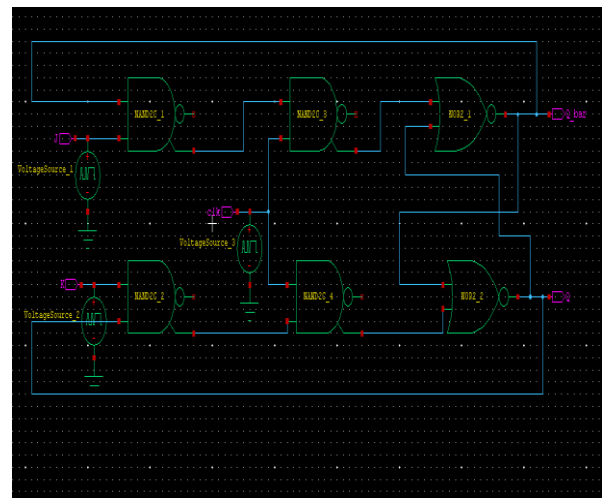 NAND2C_1
NAND2C_3
NOR2_1
Q_bar
J
VoltageSource_1
clk
VoltageSource_3
K
NAND2C_2
NAND2C_4
NOR2_2
Q
VoltageSource_2